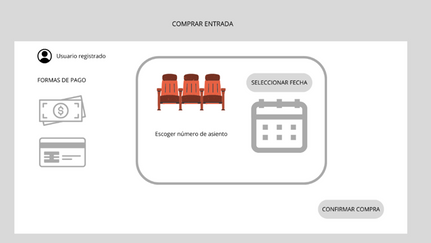 COMPRAR ENTRADA
Usuario registrado
FORMAS DE PAGO
SELECCIONAR FECHA
Escoger número de asiento
CONFIRMAR COMPRA